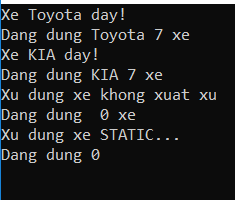 Xe Toyota day!
Dang dung Toyota 7 xe
Xe KIA day!
Dang dung KIA 7 xe
Xu dung xe khong xuat xu
Dang dung  0 xe
Xu dung xe STATIC...
Dang dung 0